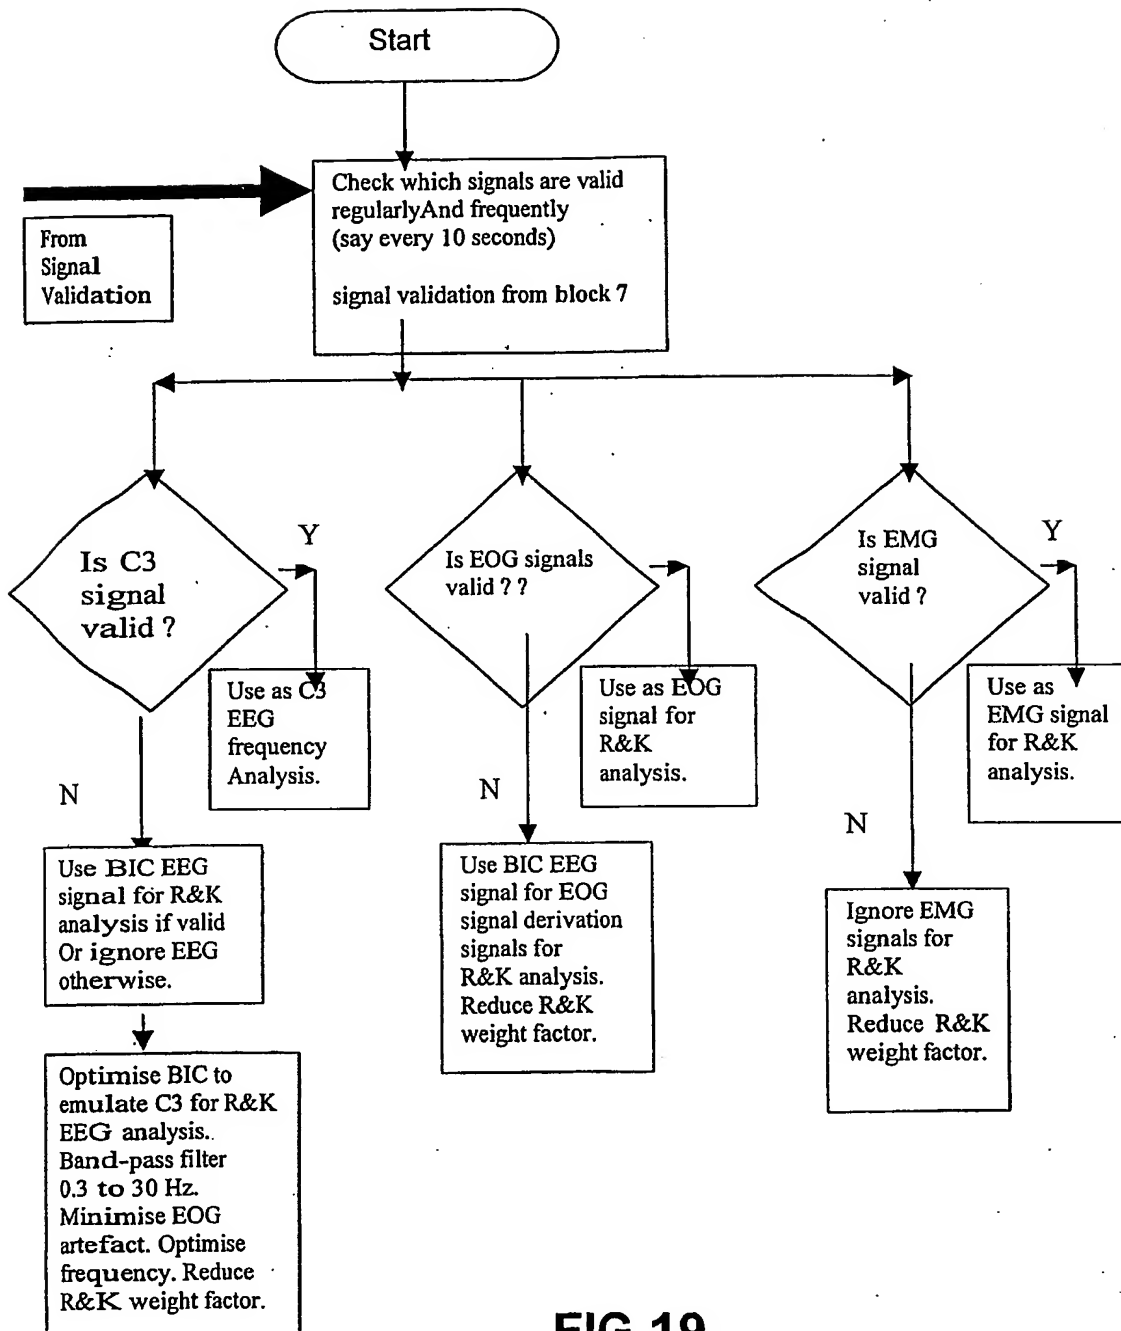 Start
Check which signals are valid
regularlyAnd frequently
(say every 10 seconds)
signal validation from block 7
From
Signal
Validation
Is C3
signal
valid ?
Y
N
Is EOG signals
valid ? ?
N
Is EMG
signal
valid ?
Y
N
Use as C3
EEG
frequency
Analysis.
Use as EOG
signal for
R&K
analysis.
Use as
EMG signal
for R&K
analysis.
Use BIC EEG
signal for R&K
analysis if valid
Or ignore EEG
otherwise.
Use BIC EEG
signal for EOG
signal derivation
signals for
R&K analysis.
Reduce R&K
weight factor.
Ignore EMG
signals for
R&K
analysis.
Reduce R&K
weight factor.
Optimise BIC to
emulate C3 for R&K
EEG analysis..
Band-pass filter
0.3 to 30 Hz.
Minimise EOG
artefact. Optimise
frequency. Reduce
R&K weight factor.
FIG 19